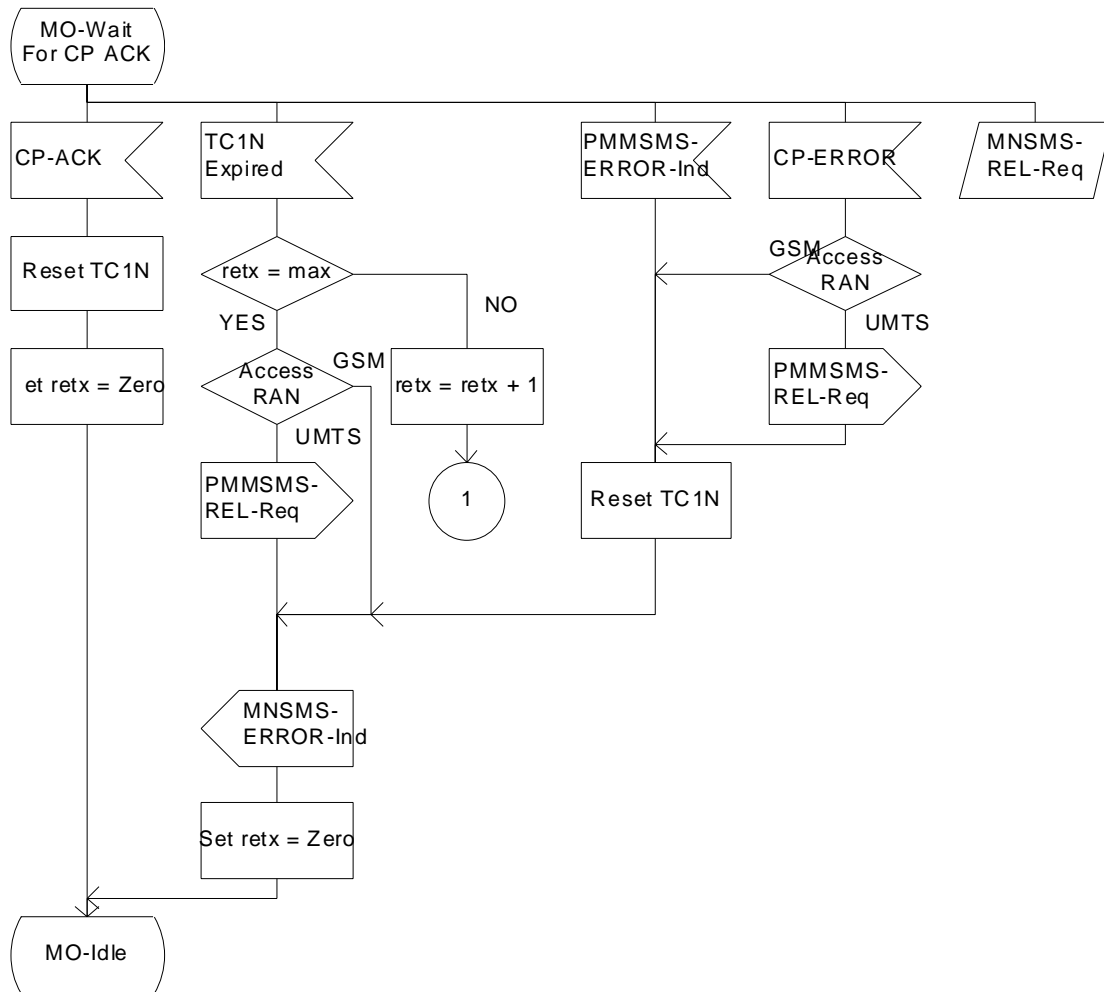 MO-Wait
For CP ACK
CP-ACK
TC1N
Expired
PMMSMS-
ERROR-Ind
CP-ERROR
MNSMS-
REL-Req
Reset TC1N
retx = max
GSM
Access
RAN
NO
YES
UMTS
et retx = Zero
Access
RAN
GSM
retx = retx + 1
PMMSMS-
REL-Req
UMTS
PMMSMS-
REL-Req
1
Reset TC1N
MNSMS-
ERROR-Ind
Set retx = Zero
MO-Idle